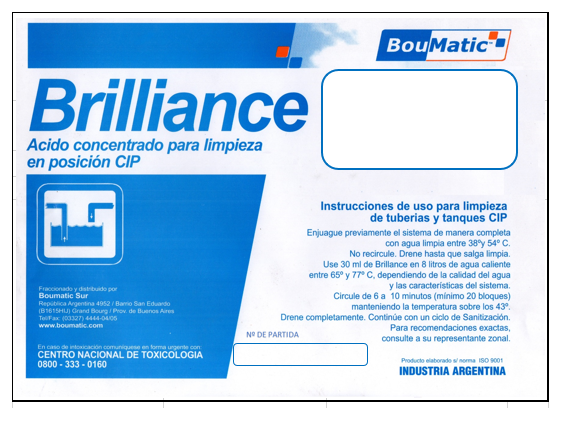 BouMatic
Brilliance
Acido concentrado para limpieza
en posición CIP
Instrucciones de uso para limpieza
de tuberias y tanques CIP
Enjuague previamente el sistema de manera completa
con agua limpia entre 38ºy 54º C.
No recircule. Drene hasta que salga limpia.
Use 30 ml de Brillance en 8 litros de agua caliente
entre 65º y 77º C, dependiendo de la calidad del agua
y las características del sistema.
Circule de 6 a 10 minutos (mínimo 20 bloques)
manteniendo la temperatura sobre los 43º.
Drene completamente. Continúe con un ciclo de Sanitización.
Para recomendaciones exactas,
consulte a su representante zonal.
Fraccionado y distribuido por
Boumatic Sur
República Argentina 4952 / Barrio San Eduardo
(B1615HU) Grand Bourg / Prov. de Buenos Aires
Tel/Fax (03327) 4444-04/05
www.boumatic.com
En caso de intoxicación comuníquese en forma urgente con:
CENTRO NACIONAL DE TOXICOLOGIA
0800 - 333 - 0160
Nº DE PARTIDA
Producto elaborado s/ norma ISO 9001
INDUSTRIA ARGENTINA